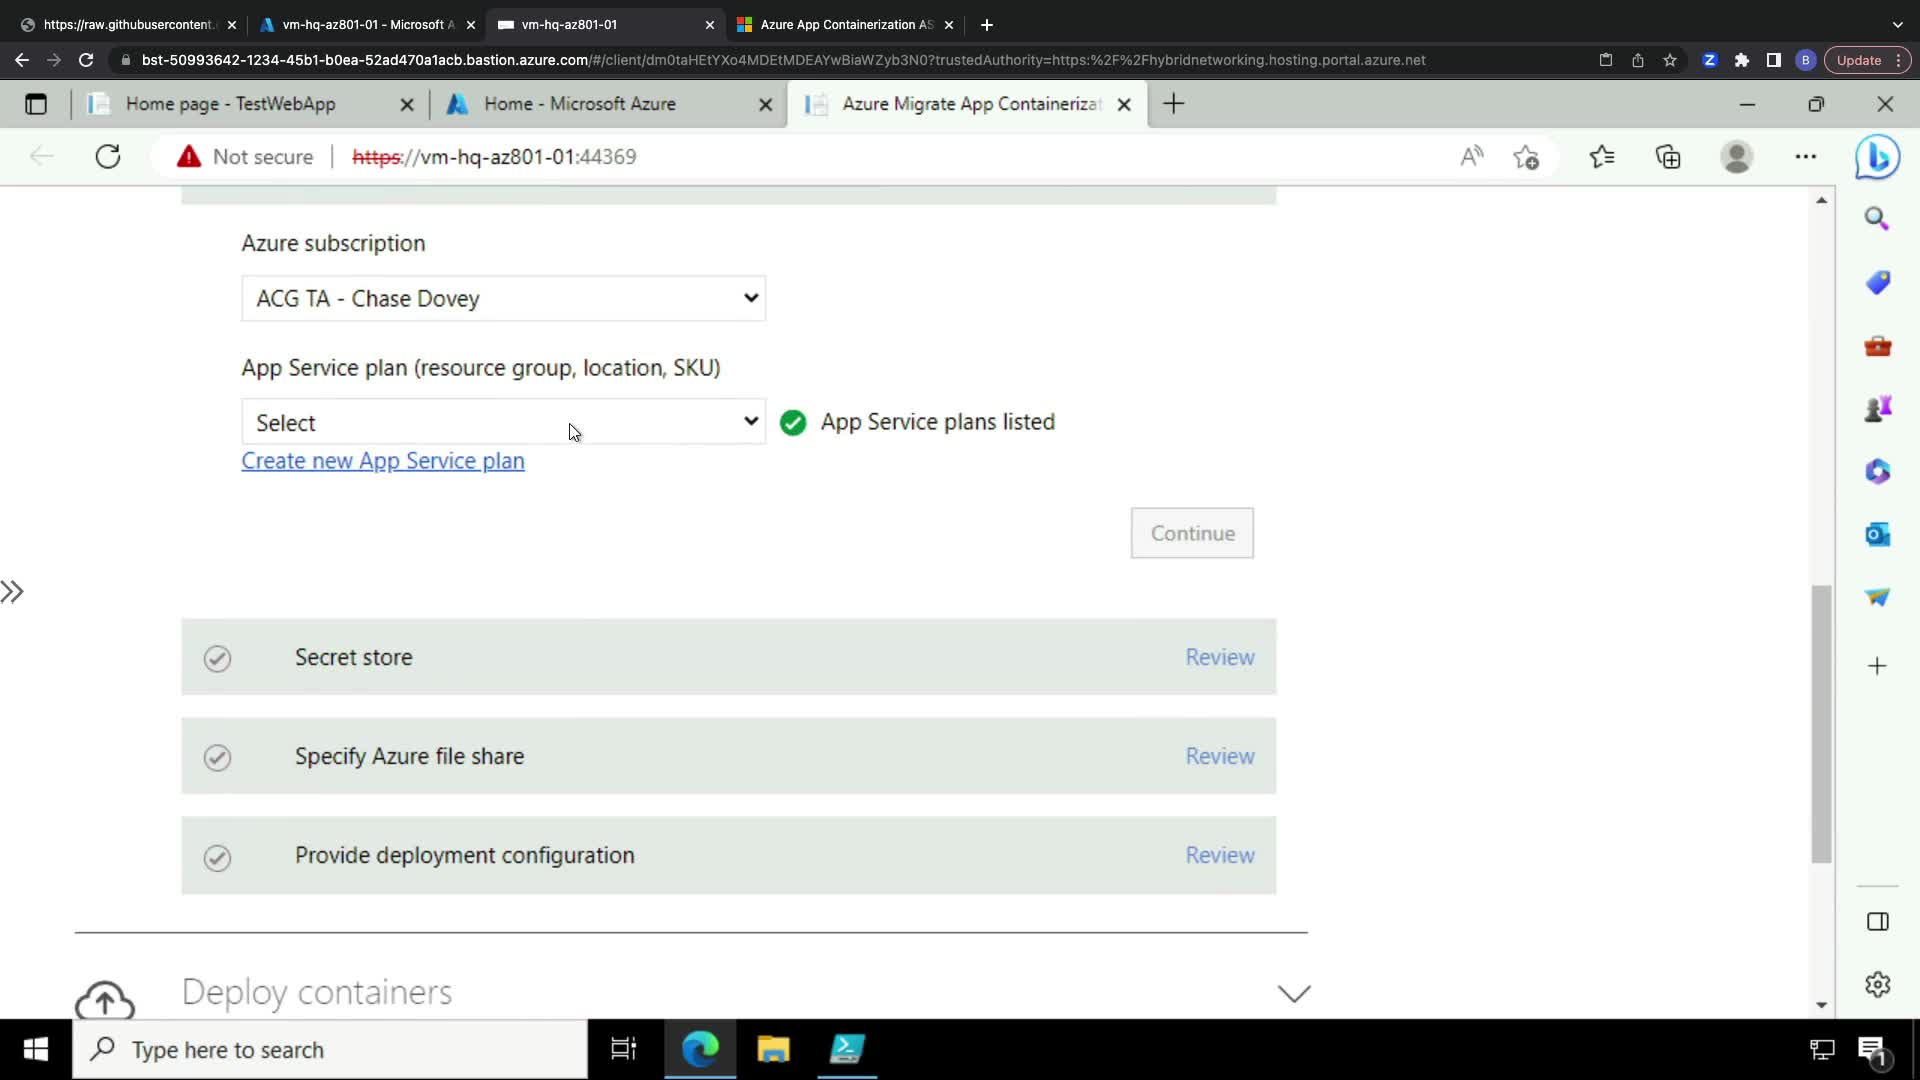 https://raw.githubusercontent.
vm-hq-az801-01 - Microsoft A
vm-hq-az801-01
Azure App Containerization AS
bst-50993642-1234-45b1-b0ea-52ad470a1acb.bastion.azure.com/#/client/dm0taHEtYXo4MDEtMDEAYwBiaWZyb3N0?trustedAuthority=https:%2F%2Fhybridnetworking.hosting.portal.azure.net
Z
B
Update
Home page - TestWebApp
Home - Microsoft Azure
Azure Migrate App Containerizat
Not secure
https://vm-hq-az801-01:44369
Azure subscription
ACG TA - Chase Dovey
App Service plan (resource group, location, SKU)
Select
App Service plans listed
Create new App Service plan
Continue
Secret store
Review
Specify Azure file share
Review
Provide deployment configuration
Review
Deploy containers
Type here to search
1